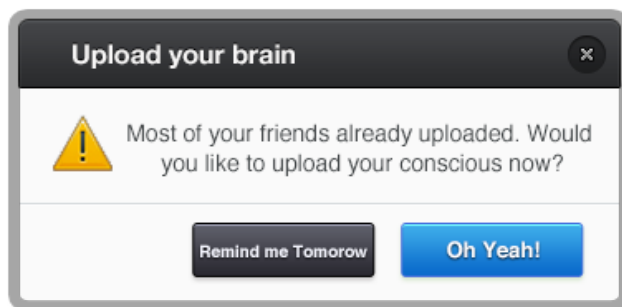 Upload your brain
Most of your friends already uploaded. Would
you like to upload your conscious now?
Remind me Tomorow
Oh Yeah!